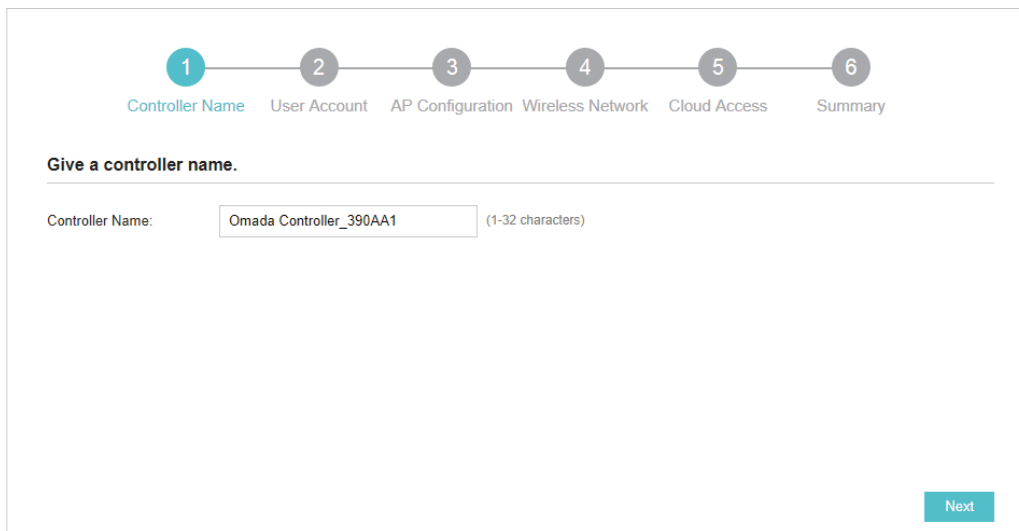 1 2 3 4 5 6
Controller Name User Account AP Configuration Wireless Network Cloud Access Summary
Give a controller name.
Controller Name: Omada Controller_390AA1 (1-32 characters)
Next